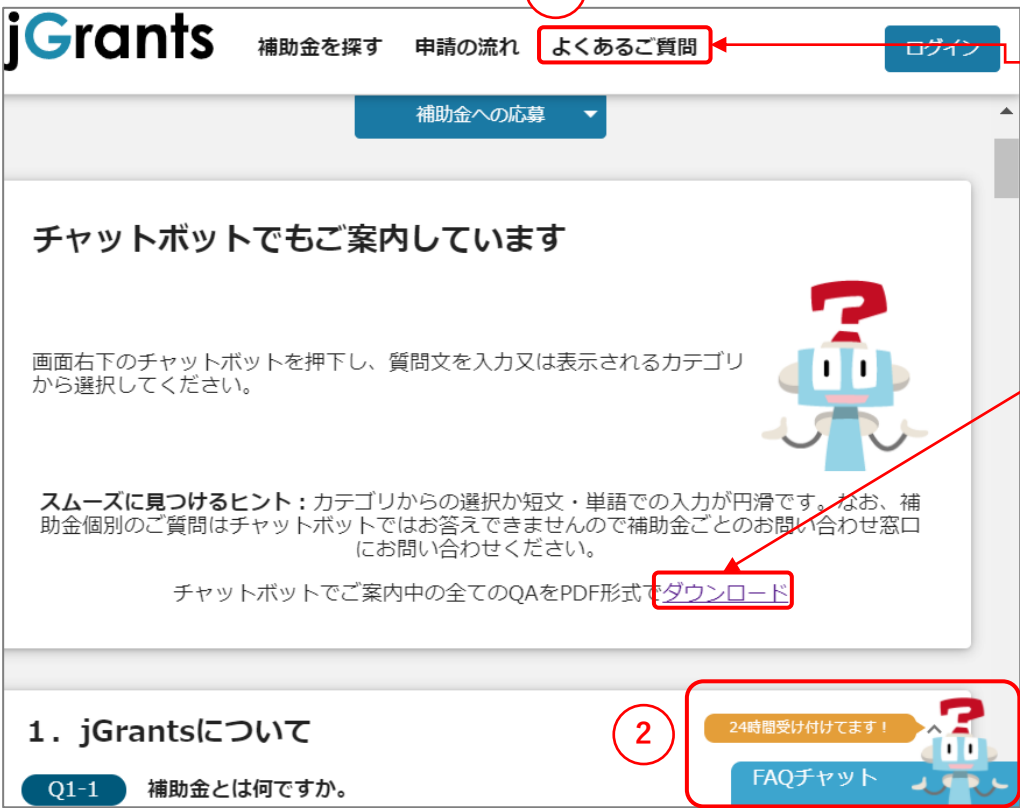 jGrants 補助金を探す 申請の流れ よくあるご質問 ログイン
補助金への応募
チャットボットでもご案内しています
画面右下のチャットボットを押下し、質問文を入力又は表示されるカテゴリ
から選択してください。
スムーズに見つけるヒント：カテゴリからの選択か短文・単語での入力が円滑です。なお、補
助金個別のご質問はチャットボットではお答えできませんので補助金ごとのお問い合わせ窓口
にお問い合わせください。
チャットボットでご案内中の全てのQAをPDF形式でダウンロード
1．jGrantsについて
2
24時間受け付けてます！
FAQチャット
Q1-1 補助金とは何ですか。